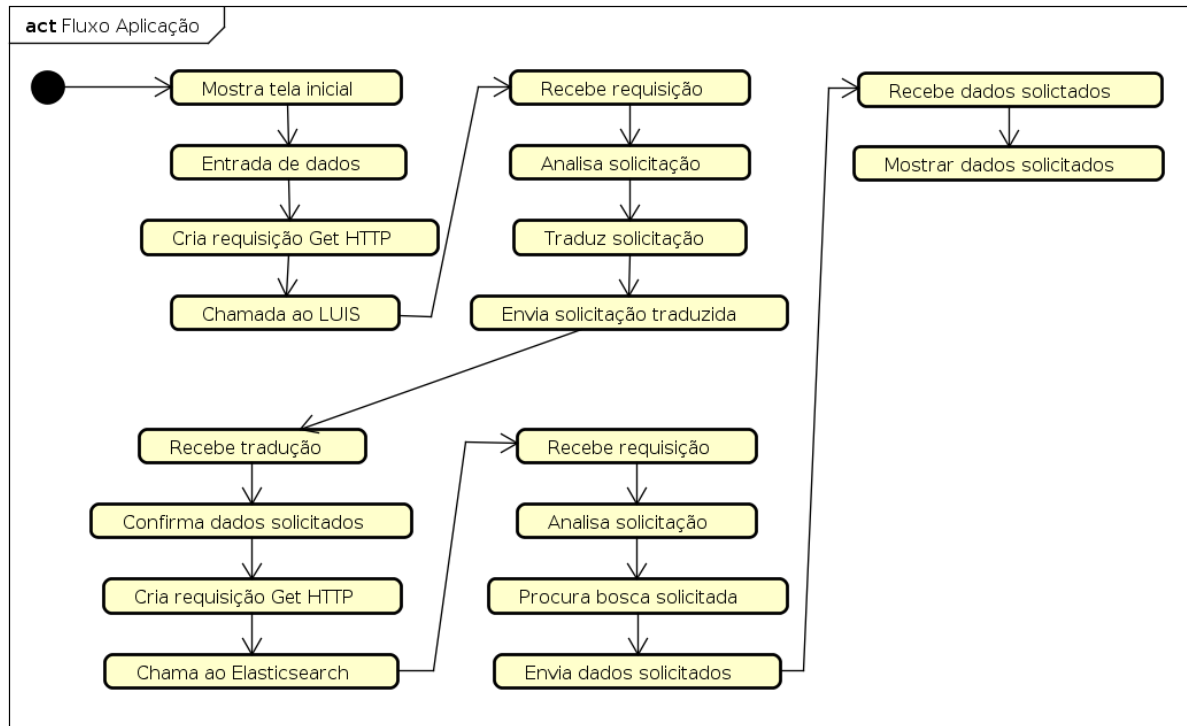 act Fluxo Aplicação
Mostra tela inicial
Entrada de dados
Cria requisição Get HTTP
Chamada ao LUIS
Recebe requisição
Analisa solicitação
Traduz solicitação
Envia solicitação traduzida
Recebe tradução
Confirma dados solicitados
Cria requisição Get HTTP
Chama ao Elasticsearch
Recebe requisição
Analisa solicitação
Procura bosca solicitada
Envia dados solicitados
Recebe dados solictados
Mostrar dados solicitados